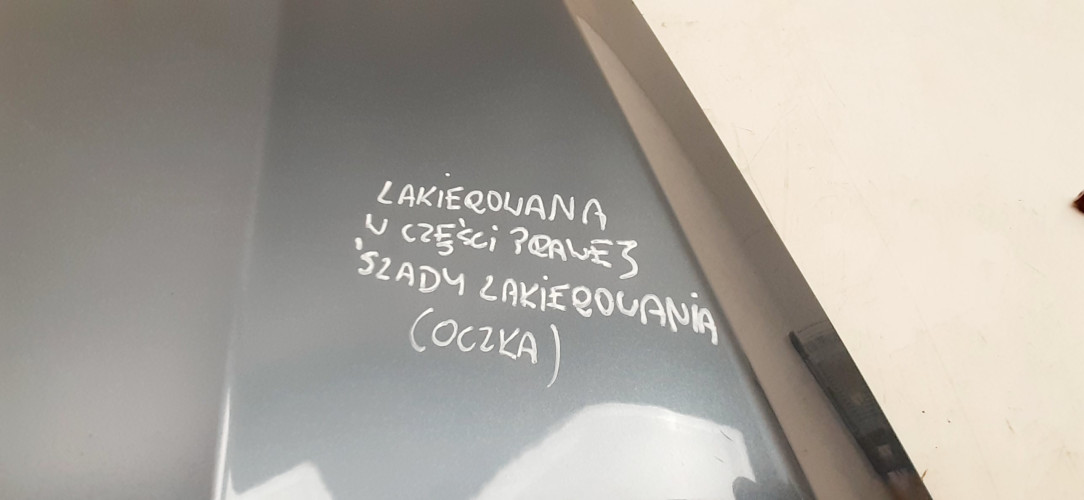 LAKIEROWANA
W CZĘŚCI PRAWEJ
ŚLADY LAKIEROWANIA
(OCZKA)